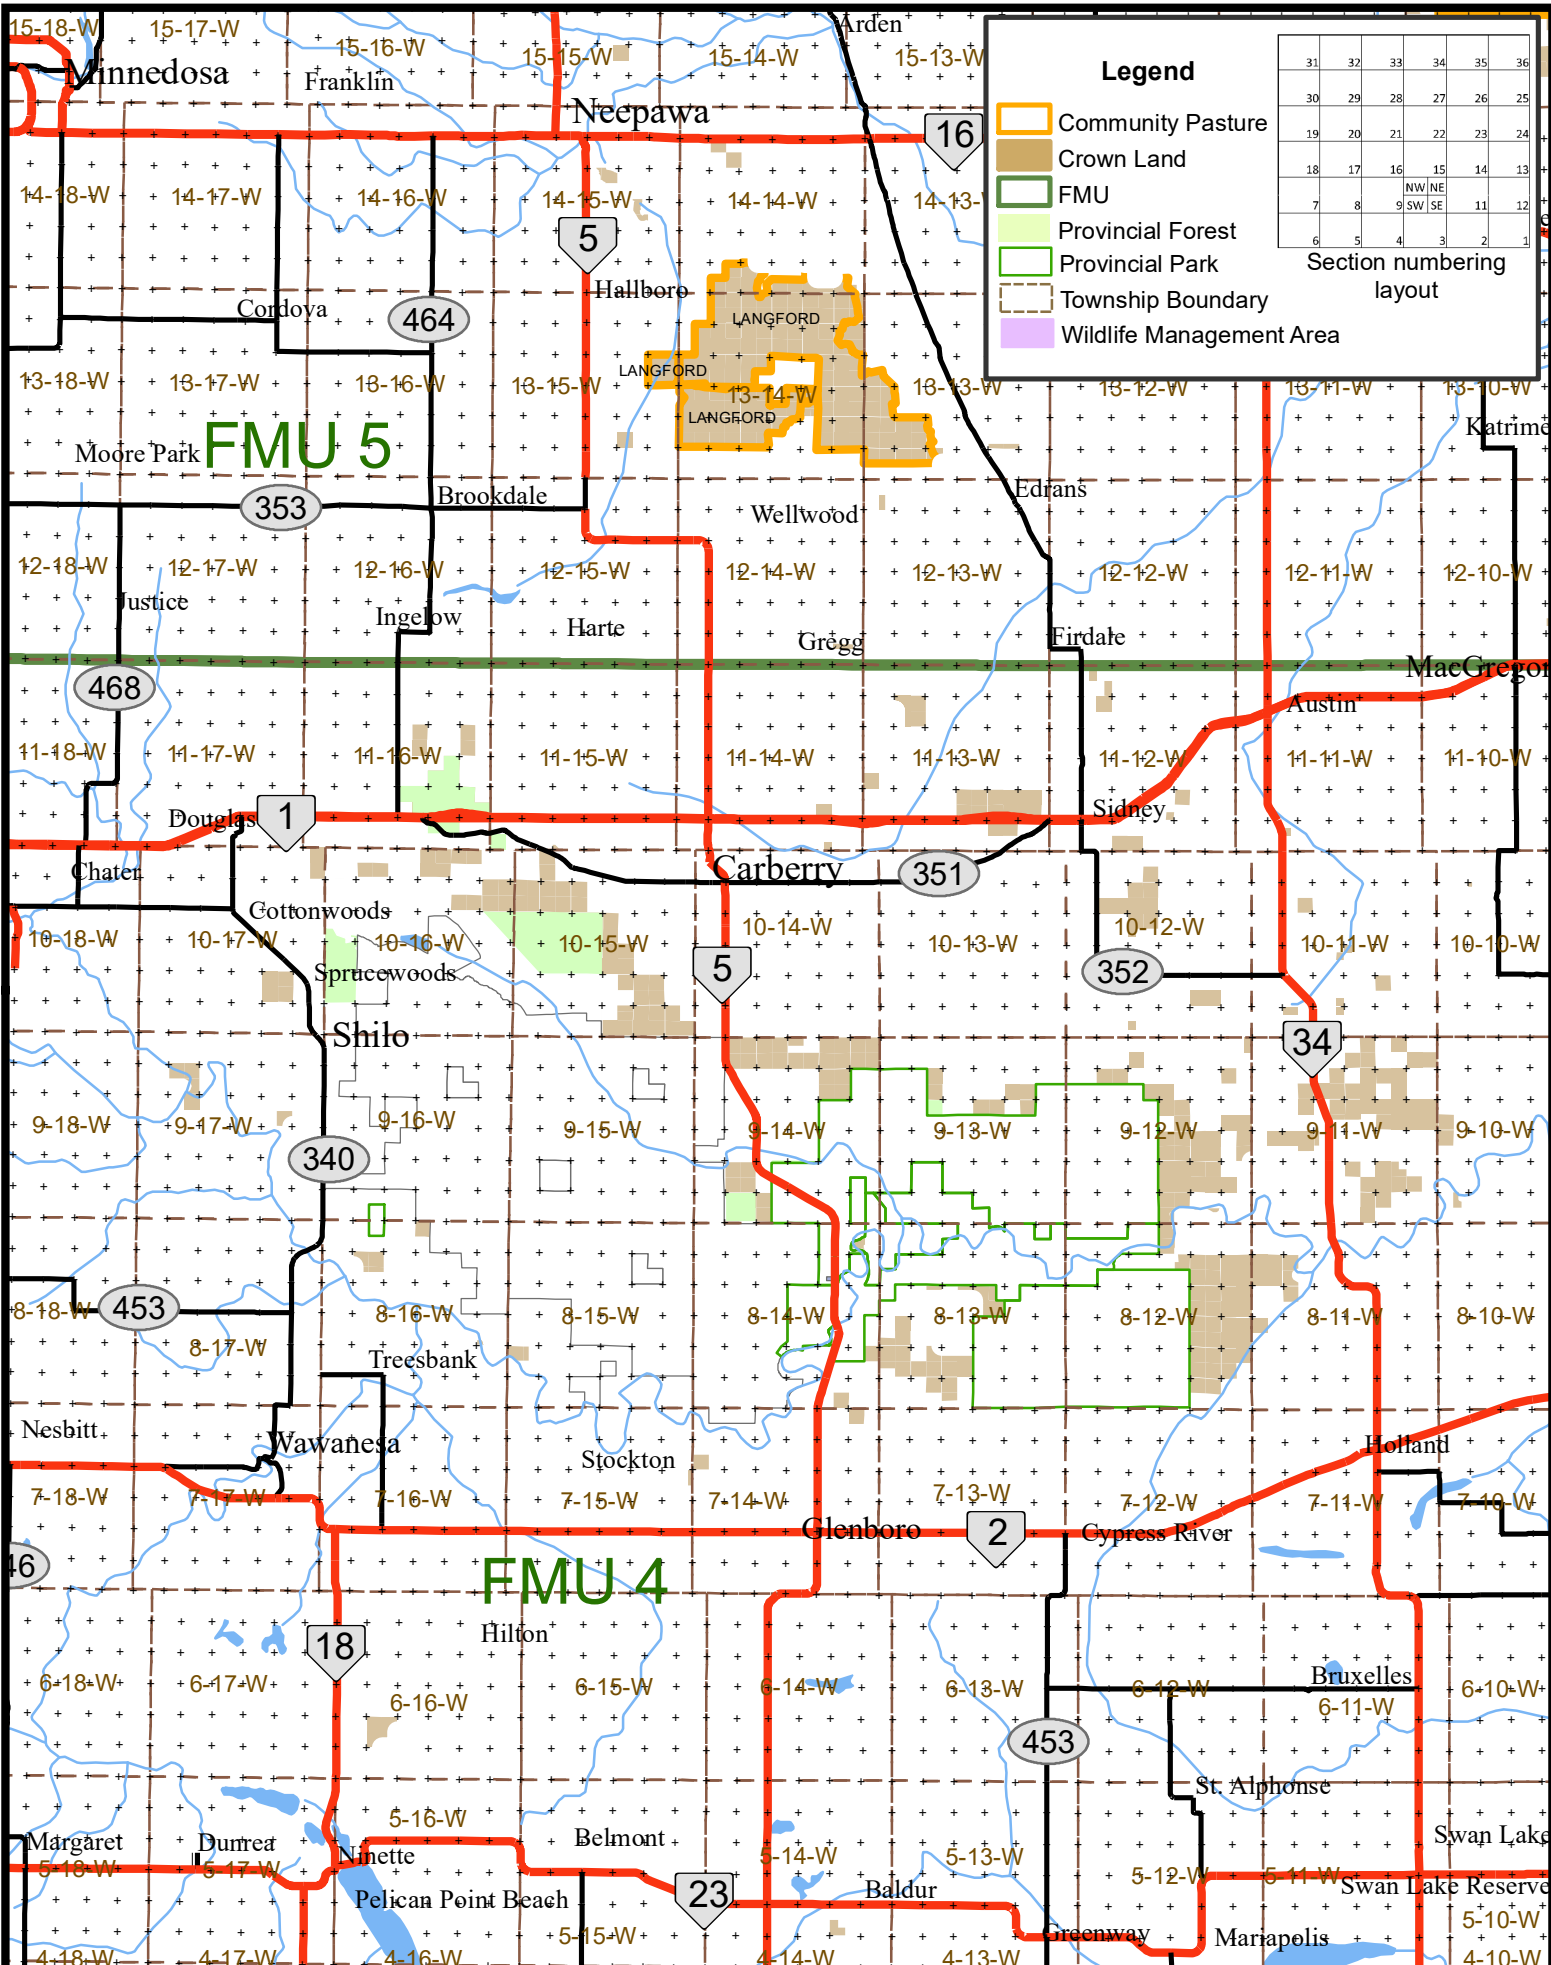 15-18-W
15-17-W
15-16-W
15-15-W
15-14-W
15-13-W
Arden
Minnedosa
Franklin
Neepawa
16
Legend
Community Pasture
Crown Land
FMU
Provincial Forest
Provincial Park
Township Boundary
Wildlife Management Area
31 32 33 34 35 36
30 29 28 27 26 25
19 20 21 22 23 24
18 17 16 15 14 13
NW NE
7 8 9 SW SE 11 12
6 5 4 3 2 1
Section numbering
layout
14-18-W
14-17-W
14-16-W
14-15-W
14-14-W
14-13-
5
Hallboro
Cordova
464
LANGFORD
LANGFORD
LANGFORD
13-18-W
13-17-W
13-16-W
13-15-W
13-14-W
13-13-W
13-12-W
13-11-W
13-10-W
Katrime
Moore Park
FMU 5
353
Brookdale
Wellwood
Edrans
12-18-W
12-17-W
12-16-W
12-15-W
12-14-W
12-13-W
12-12-W
12-11-W
12-10-W
Justice
Ingelow
Harte
Gregg
Firdale
MacGregor
468
Austin
11-18-W
11-17-W
11-16-W
11-15-W
11-14-W
11-13-W
11-12-W
11-11-W
11-10-W
Douglas
1
Sidney
Chater
Carberry
351
Cottonwoods
10-18-W
10-17-W
10-16-W
10-15-W
10-14-W
10-13-W
10-12-W
10-11-W
10-10-W
Sprucewoods
5
352
Shilo
34
9-18-W
9-17-W
9-16-W
9-15-W
9-14-W
9-13-W
9-12-W
9-11-W
9-10-W
340
453
8-18-W
8-17-W
8-16-W
8-15-W
8-14-W
8-13-W
8-12-W
8-11-W
8-10-W
Treesbank
Nesbitt
Wawanesa
Stockton
Holland
7-18-W
7-17-W
7-16-W
7-15-W
7-14-W
7-13-W
7-12-W
7-11-W
7-10-W
Glenboro
2
Cypress River
46
FMU 4
18
Hilton
6-18-W
6-17-W
6-16-W
6-15-W
6-14-W
6-13-W
6-12-W
Bruxelles
6-11-W
6-10-W
453
St. Alphonse
5-16-W
Margaret
Dunrea
Ninette
Belmont
Swan Lake
5-18-W
5-17-W
5-14-W
5-13-W
5-12-W
5-11-W
Pelican Point Beach
23
Baldur
Swan Lake Reserve
5-15-W
Greenway
Mariapolis
5-10-W
4-18-W
4-17-W
4-16-W
4-14-W
4-13-W
4-10-W